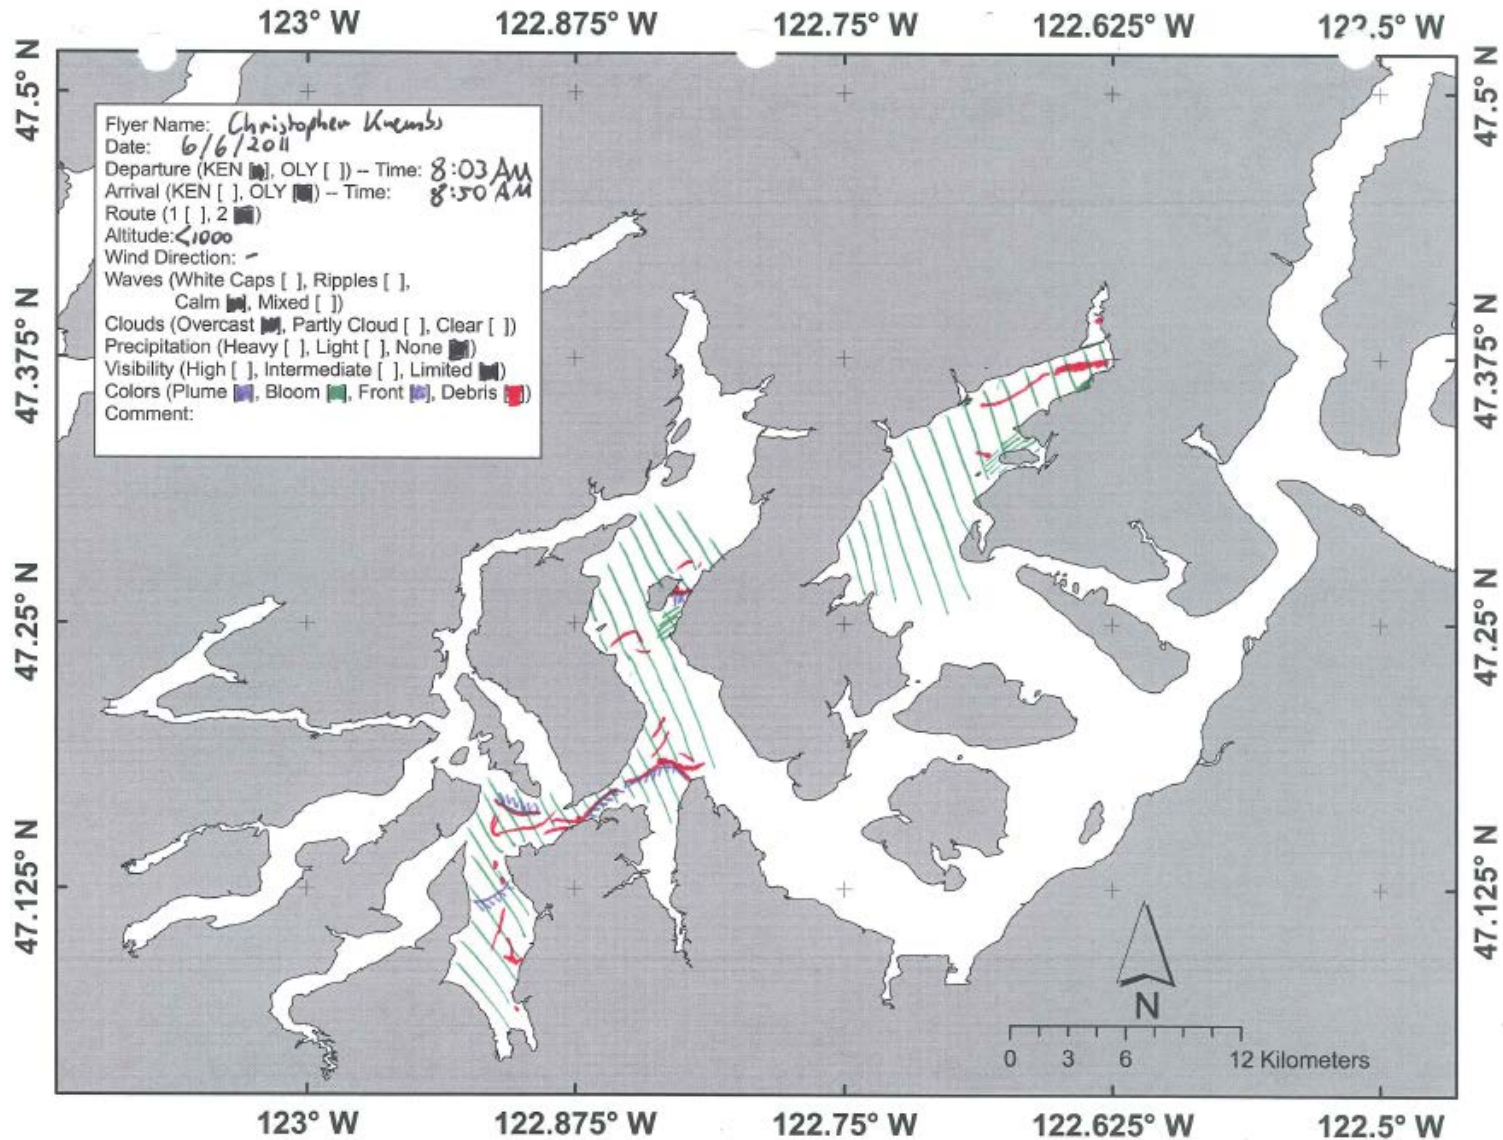 123° W 122.875° W 122.75° W 122.625° W 122.5° W
47.5° N 47.5° N
Flyer Name: Christopher Krembs
Date: 6/6/2011
Departure (KEN [ ], OLY [ ]) -- Time: 8:03 AM
Arrival (KEN [ ], OLY [ ]) -- Time: 8:50 AM
Route (1 [ ], 2 [ ])
Altitude: <1000
Wind Direction: -
Waves (White Caps [ ], Ripples [ ],
Calm [ ], Mixed [ ])
Clouds (Overcast [ ], Partly Cloud [ ], Clear [ ])
Precipitation (Heavy [ ], Light [ ], None [ ])
Visibility (High [ ], Intermediate [ ], Limited [ ])
Colors (Plume [ ], Bloom [ ], Front [ ], Debris [ ])
Comment:
47.375° N 47.375° N
47.25° N 47.25° N
47.125° N 47.125° N
N
0 3 6 12 Kilometers
123° W 122.875° W 122.75° W 122.625° W 122.5° W